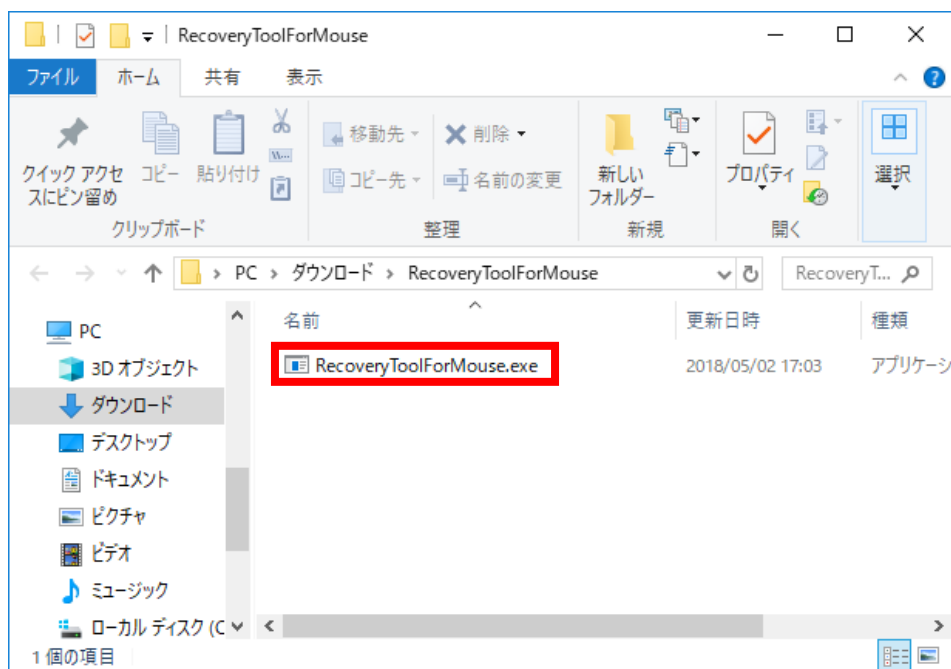 RecoveryToolForMouse
ファイル ホーム 共有 表示
クイック アクセ
スにピン留め
コピー
貼り付け
クリップボード
移動先
コピー先
削除
名前の変更
整理
新しい
フォルダー
新規
プロパティ
開く
選択
PC › ダウンロード › RecoveryToolForMouse
RecoveryT...
PC
3D オブジェクト
ダウンロード
デスクトップ
ドキュメント
ピクチャ
ビデオ
ミュージック
ローカル ディスク (C
名前 更新日時 種類
RecoveryToolForMouse.exe 2018/05/02 17:03 アプリケーシ
1 個の項目